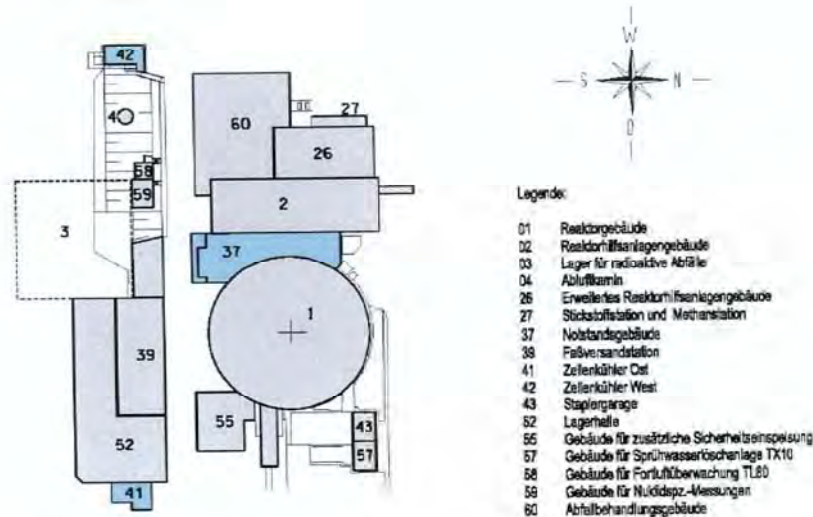 42
4
58
59
3
39
52
41
60
27
26
2
37
1
55
43
57
W
S
N
O
Legende:
01 Reaktorgebäude
02 Reaktorhilfsanlagengebäude
03 Lager für radioaktive Abfälle
04 Abluftkamin
26 Erweitertes Reaktorhilfsanlagengebäude
27 Stickstoffstation und Methanstation
37 Notstandsgebäude
39 Faßversandstation
41 Zellenkühler Ost
42 Zellenkühler West
43 Staplergarage
52 Lagerhalle
55 Gebäude für zusätzliche Sicherheitseinspeisung
57 Gebäude für Sprühwasserlöschanlage TX10
58 Gebäude für Fortluftüberwachung TL80
59 Gebäude für Nuklidspz.-Messungen
60 Abfallbehandlungsgebäude